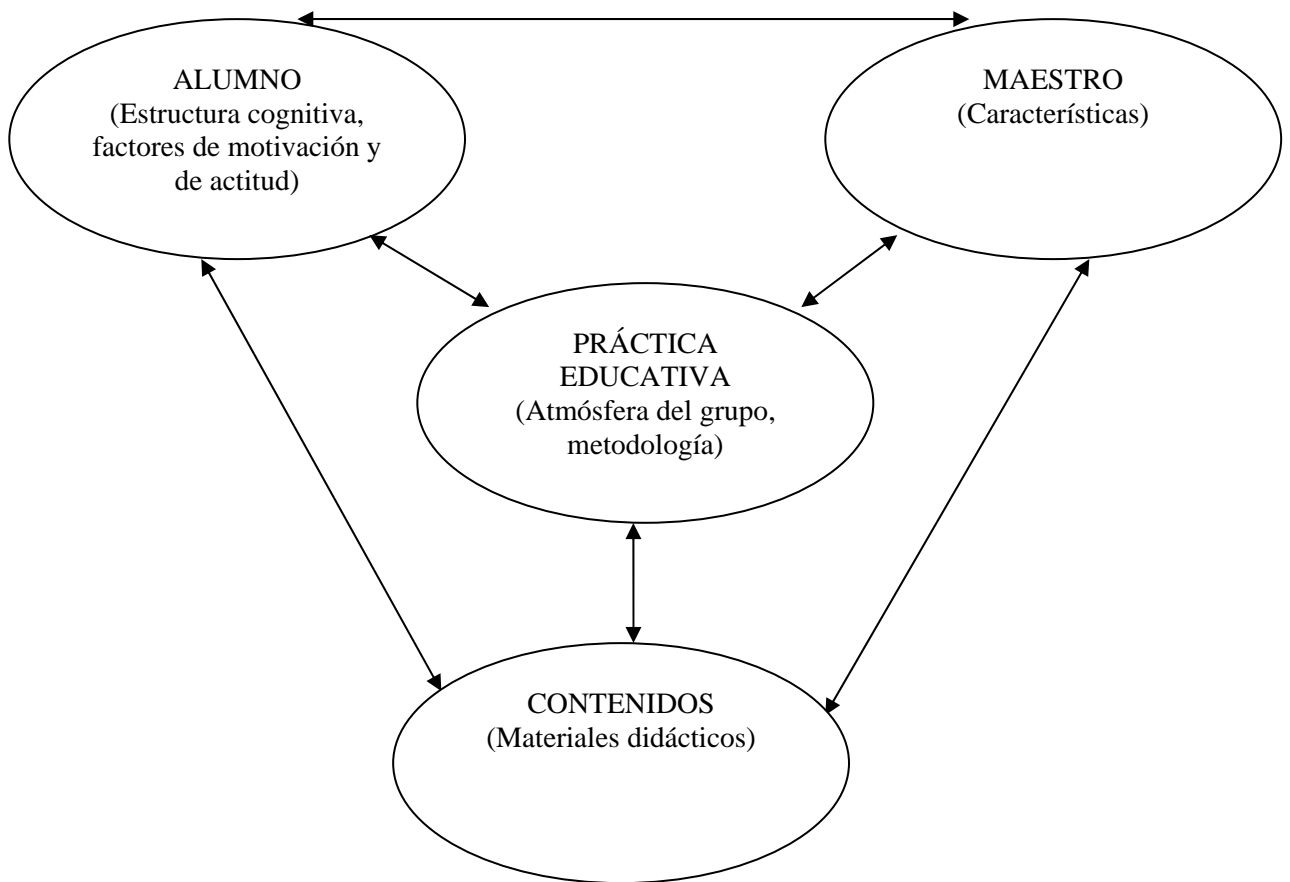 ALUMNO
(Estructura cognitiva,
factores de motivación y
de actitud)
MAESTRO
(Características)
PRÁCTICA
EDUCATIVA
(Atmósfera del grupo,
metodología)
CONTENIDOS
(Materiales didácticos)